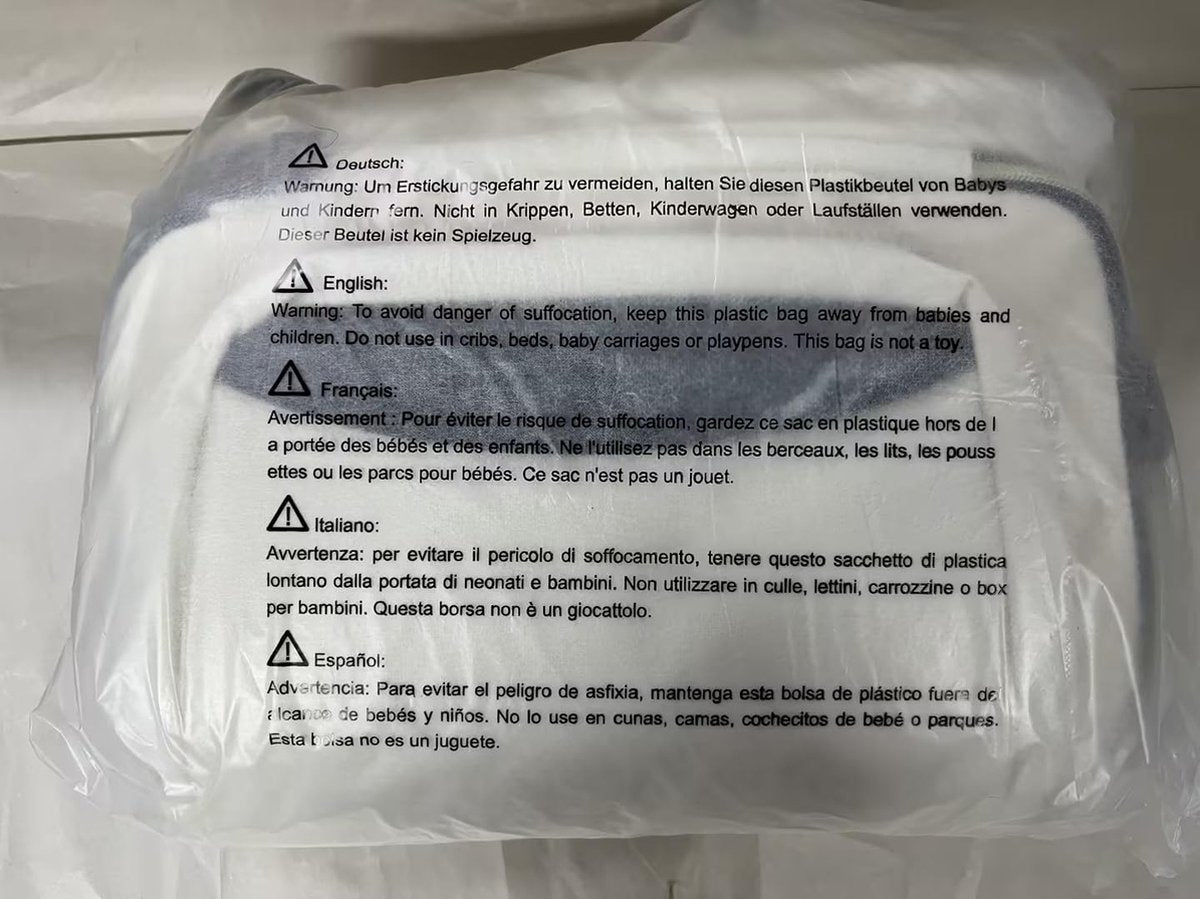 Deutsch:
Warnung: Um Erstickungsgefahr zu vermeiden, halten Sie diesen Plastikbeutel von Babys
und Kindern fern. Nicht in Krippen, Betten, Kinderwagen oder Laufställen verwenden.
Dieser Beutel ist kein Spielzeug.
English:
Warning: To avoid danger of suffocation, keep this plastic bag away from babies and
children. Do not use in cribs, beds, baby carriages or playpens. This bag is not a toy.
Français:
Avertissement : Pour éviter le risque de suffocation, gardez ce sac en plastique hors de l
a portée des bébés et des enfants. Ne l'utilisez pas dans les berceaux, les lits, les pouss
ettes ou les parcs pour bébés. Ce sac n'est pas un jouet.
Italiano:
Avvertenza: per evitare il pericolo di soffocamento, tenere questo sacchetto di plastica
lontano dalla portata di neonati e bambini. Non utilizzare in culle, lettini, carrozzine o box
per bambini. Questa borsa non è un giocattolo.
Español:
Advertencia: Para evitar el peligro de asfixia, mantenga esta bolsa de plástico fuera del
alcance de bebés y niños. No lo use en cunas, camas, cochecitos de bebé o parques.
Esta bolsa no es un juguete.